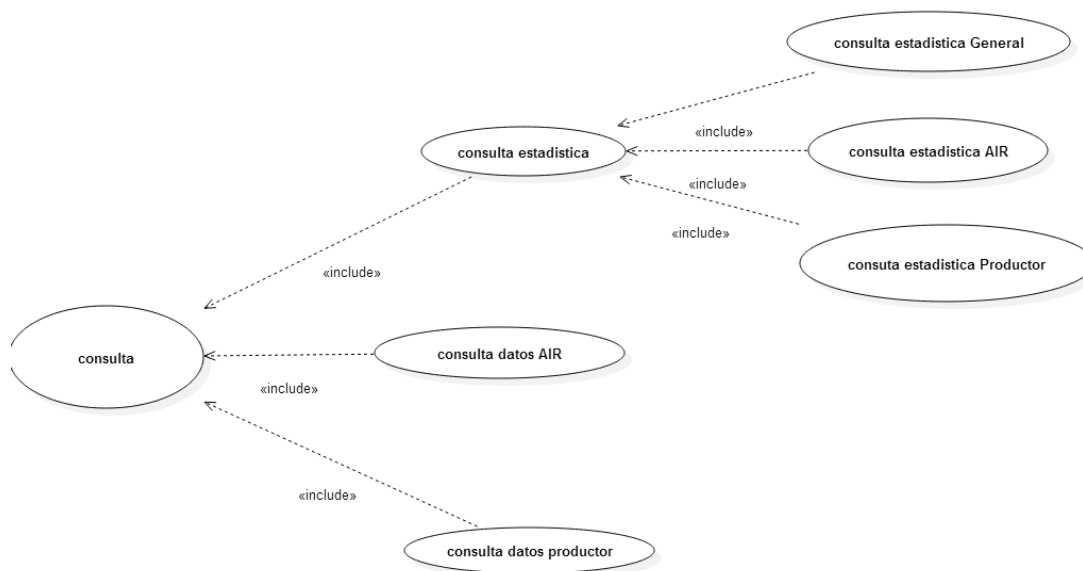 consulta estadistica General
«include»
consulta estadistica
consulta estadistica AIR
«include»
«include»
consuta estadistica Productor
«include»
consulta
consulta datos AIR
«include»
«include»
consulta datos productor